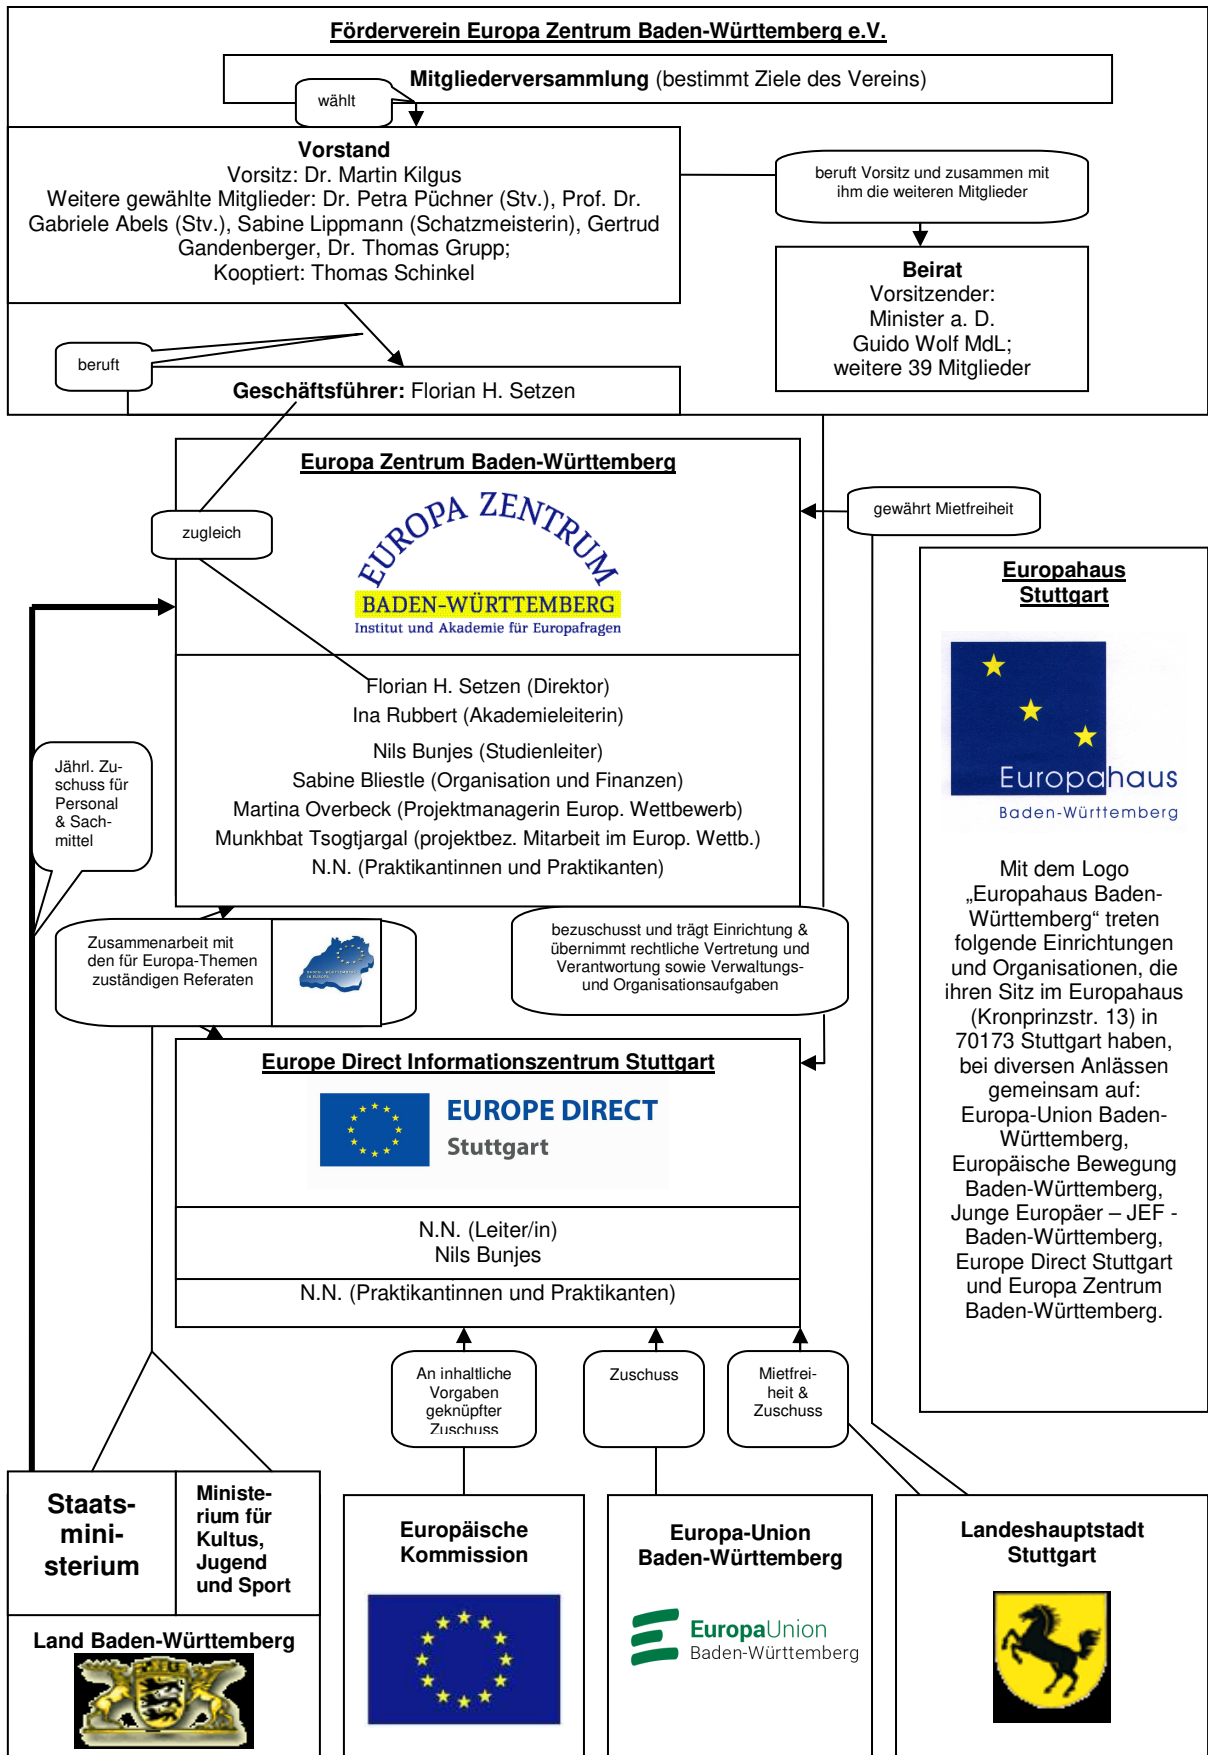 Förderverein Europa Zentrum Baden-Württemberg e.V.
Mitgliederversammlung (bestimmt Ziele des Vereins)
wählt
Vorstand
Vorsitz: Dr. Martin Kilgus
Weitere gewählte Mitglieder: Dr. Petra Püchner (Stv.), Prof. Dr.
Gabriele Abels (Stv.), Sabine Lippmann (Schatzmeisterin), Gertrud
Gandenberger, Dr. Thomas Grupp;
Kooptiert: Thomas Schinkel
beruft Vorsitz und zusammen mit
ihm die weiteren Mitglieder
Beirat
Vorsitzender:
Minister a. D.
Guido Wolf MdL;
weitere 39 Mitglieder
beruft
Geschäftsführer: Florian H. Setzen
Europa Zentrum Baden-Württemberg
EUROPA ZENTRUM
BADEN-WÜRTTEMBERG
Institut und Akademie für Europafragen
zugleich
gewährt Mietfreiheit
Florian H. Setzen (Direktor)
Ina Rubbert (Akademieleiterin)
Nils Bunjes (Studienleiter)
Sabine Bliestle (Organisation und Finanzen)
Martina Overbeck (Projektmanagerin Europ. Wettbewerb)
Munkhbat Tsogtjargal (projektbez. Mitarbeit im Europ. Wettb.)
N.N. (Praktikantinnen und Praktikanten)
Jährl. Zu-
schuss für
Personal
& Sach-
mittel
Europahaus
Stuttgart
Europahaus
Baden-Württemberg
Mit dem Logo
„Europahaus Baden-
Württemberg“ treten
folgende Einrichtungen
und Organisationen, die
ihren Sitz im Europahaus
(Kronprinzstr. 13) in
70173 Stuttgart haben,
bei diversen Anlässen
gemeinsam auf:
Europa-Union Baden-
Württemberg,
Europäische Bewegung
Baden-Württemberg,
Junge Europäer – JEF -
Baden-Württemberg,
Europe Direct Stuttgart
und Europa Zentrum
Baden-Württemberg.
Zusammenarbeit mit
den für Europa-Themen
zuständigen Referaten
BADEN-WÜRTTEMBERG
IN EUROPA
bezuschusst und trägt Einrichtung &
übernimmt rechtliche Vertretung und
Verantwortung sowie Verwaltungs-
und Organisationsaufgaben
Europe Direct Informationszentrum Stuttgart
EUROPE DIRECT
Stuttgart
N.N. (Leiter/in)
Nils Bunjes
N.N. (Praktikantinnen und Praktikanten)
An inhaltliche
Vorgaben
geknüpfter
Zuschuss
Zuschuss
Mietfrei-
heit &
Zuschuss
Staats-
mini-
sterium
Ministe-
rium für
Kultus,
Jugend
und Sport
Land Baden-Württemberg
Europäische
Kommission
Europa-Union
Baden-Württemberg
EuropaUnion
Baden-Württemberg
Landeshauptstadt
Stuttgart